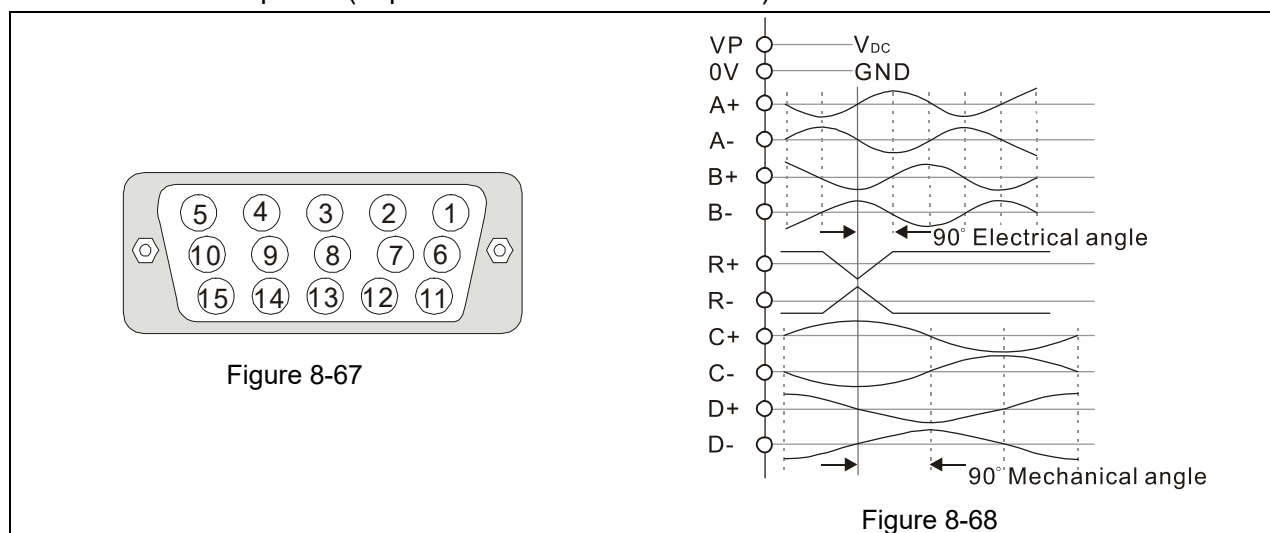 5 4 3 2 1
10 9 8 7 6
15 14 13 12 11
Figure 8-67
VP VDC
0V GND
A+
A-
B+
B-
90° Electrical angle
R+
R-
C+
C-
D+
D-
90° Mechanical angle
Figure 8-68